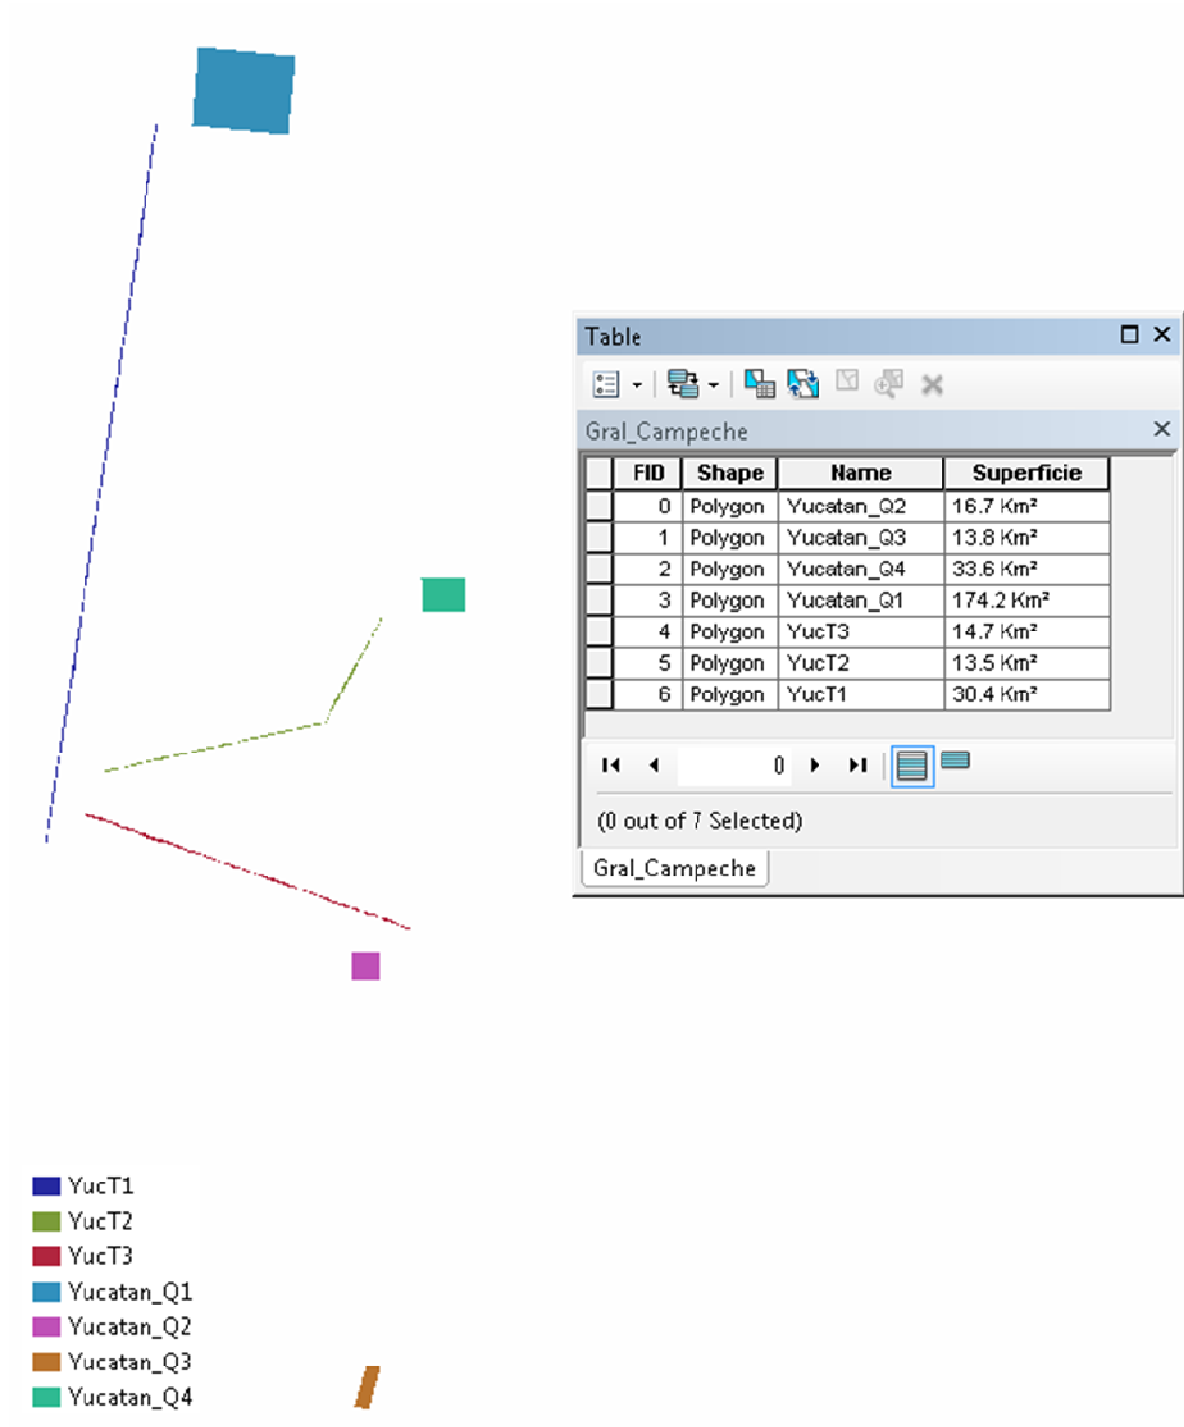 Table
Gral_Campeche
FID Shape Name Superficie
0 Polygon Yucatan_Q2 16.7 Km²
1 Polygon Yucatan_Q3 13.8 Km²
2 Polygon Yucatan_Q4 33.6 Km²
3 Polygon Yucatan_Q1 174.2 Km²
4 Polygon YucT3 14.7 Km²
5 Polygon YucT2 13.5 Km²
6 Polygon YucT1 30.4 Km²
0
(0 out of 7 Selected)
Gral_Campeche
YucT1
YucT2
YucT3
Yucatan_Q1
Yucatan_Q2
Yucatan_Q3
Yucatan_Q4